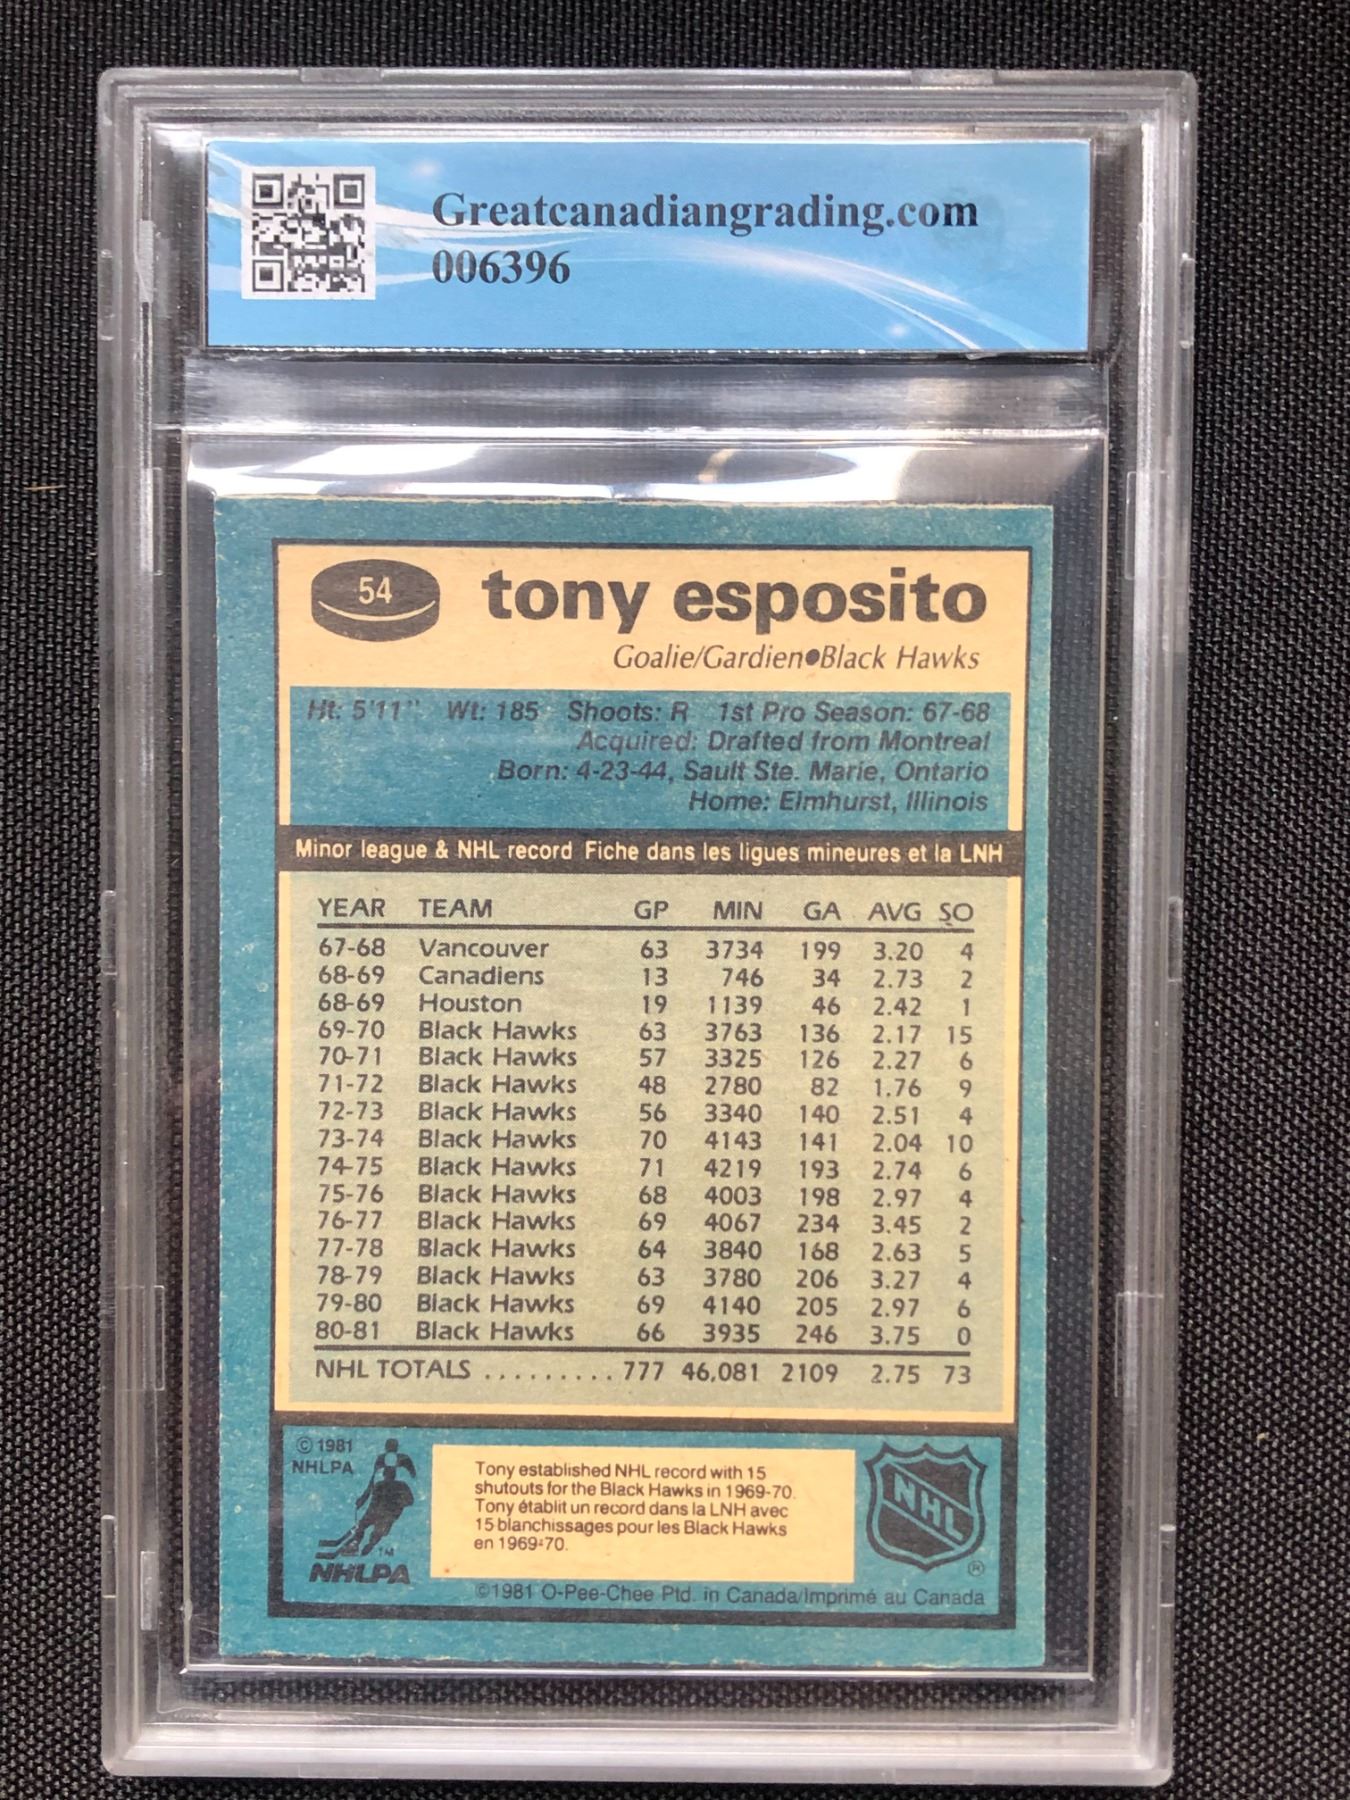 Greatcanadiangrading.com
006396
54
tony esposito
Goalie/Gardien●Black Hawks
Ht: 5'11" Wt: 185 Shoots: R 1st Pro Season: 67-68
Acquired: Drafted from Montreal
Born: 4-23-44, Sault Ste. Marie, Ontario
Home: Elmhurst, Illinois
Minor league & NHL record Fiche dans les ligues mineures et la LNH
YEAR TEAM GP MIN GA AVG SO
67-68 Vancouver 63 3734 199 3.20 4
68-69 Canadiens 13 746 34 2.73 2
68-69 Houston 19 1139 46 2.42 1
69-70 Black Hawks 63 3763 136 2.17 15
70-71 Black Hawks 57 3325 126 2.27 6
71-72 Black Hawks 48 2780 82 1.76 9
72-73 Black Hawks 56 3340 140 2.51 4
73-74 Black Hawks 70 4143 141 2.04 10
74-75 Black Hawks 71 4219 193 2.74 6
75-76 Black Hawks 68 4003 198 2.97 4
76-77 Black Hawks 69 4067 234 3.45 2
77-78 Black Hawks 64 3840 168 2.63 5
78-79 Black Hawks 63 3780 206 3.27 4
79-80 Black Hawks 69 4140 205 2.97 6
80-81 Black Hawks 66 3935 246 3.75 0
NHL TOTALS ......... 777 46,081 2109 2.75 73
© 1981
NHLPA
TM
NHLPA
Tony established NHL record with 15
shutouts for the Black Hawks in 1969-70.
Tony établit un record dans la LNH avec
15 blanchissages pour les Black Hawks
en 1969-70.
NHL
®
©1981 O-Pee-Chee Ptd. in Canada/Imprimé au Canada